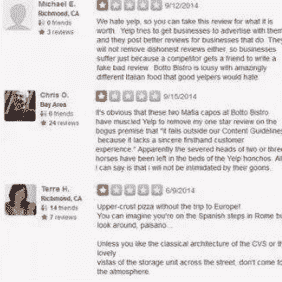 Michael E.
Richmond, CA
0 friends
3 reviews
9/12/2014
We hate yelp, so you can take this review for what it is
worth. Yelp tries to get businesses to advertise with them
and they post better reviews for businesses that do. They
will not remove dishonest reviews either, so businesses
suffer just because a competitor gets a friend to write a
fake bad review. Botto Bistro is lousy with amazingly
different Italian food that good yelpers would hate.
Chris O.
Bay Area
6 friends
24 reviews
9/15/2014
It's obvious that these two Mafia capos at Botto Bistro
have muscled Yelp to remove my one star review on the
bogus premise that "it falls outside our Content Guidelines
because it lacks a sincere firsthand customer
experience." Apparently the severed heads of two or three
horses have been left in the beds of the Yelp honchos. All
I can say is that i will not be intimidated by their goons.
Terra H.
Richmond, CA
54 friends
7 reviews
6/9/2014
Upper-crust pizza without the trip to Europe!
You can imagine you're on the Spanish steps in Rome but
look around, paisano...
Unless you like the classical architecture of the CVS or the
lovely
vistas of the storage unit across the street, don't come for
the atmosphere.